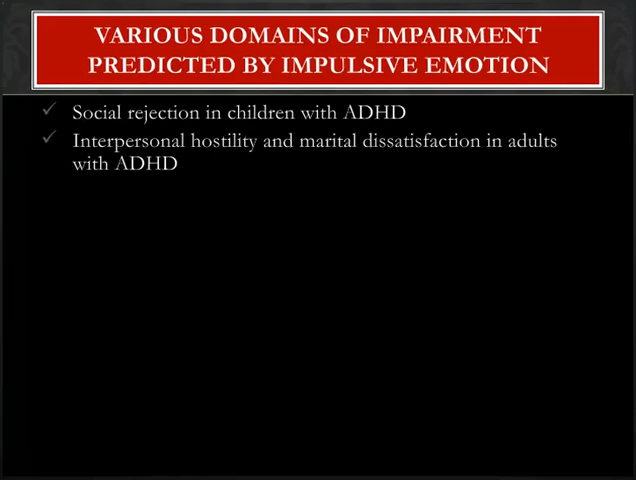 VARIOUS DOMAINS OF IMPAIRMENT
PREDICTED BY IMPULSIVE EMOTION
✓ Social rejection in children with ADHD
✓ Interpersonal hostility and marital dissatisfaction in adults
with ADHD